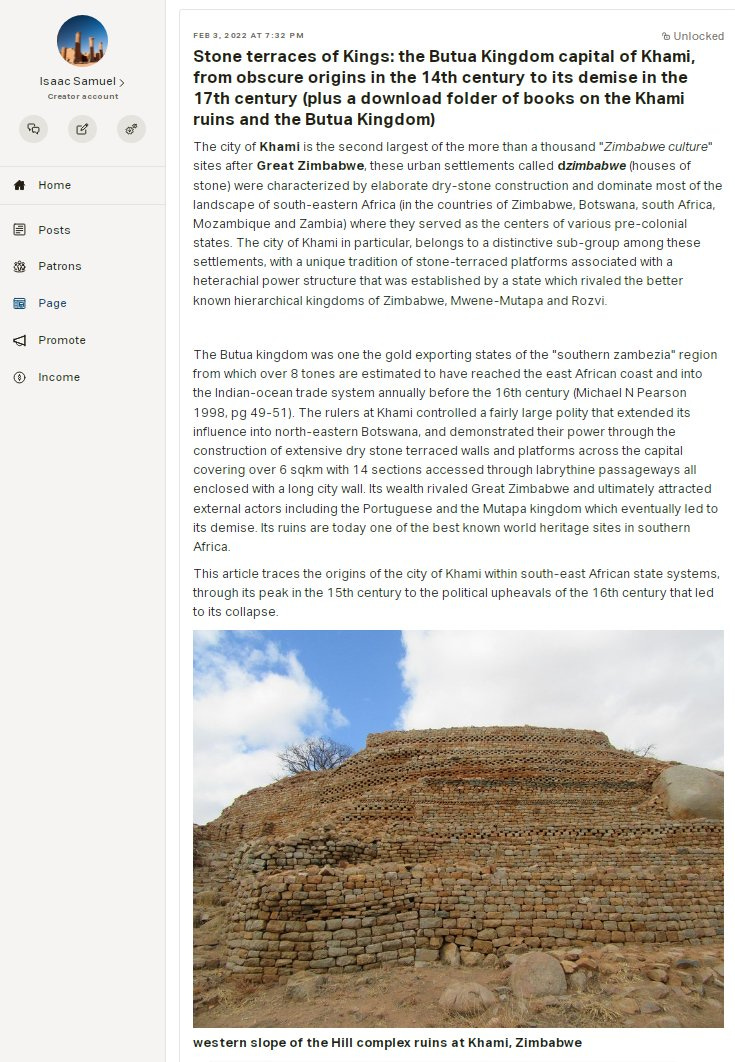 Isaac Samuel
Creator account
Home
Posts
Patrons
Page
Promote
Income
FEB 3, 2022 AT 7:32 PM
Unlocked
Stone terraces of Kings: the Butua Kingdom capital of Khami,
from obscure origins in the 14th century to its demise in the
17th century (plus a download folder of books on the Khami
ruins and the Butua Kingdom)
The city of Khami is the second largest of the more than a thousand "Zimbabwe culture"
sites after Great Zimbabwe, these urban settlements called dzimbabwe (houses of
stone) were characterized by elaborate dry-stone construction and dominate most of the
landscape of south-eastern Africa (in the countries of Zimbabwe, Botswana, south Africa,
Mozambique and Zambia) where they served as the centers of various pre-colonial
states. The city of Khami in particular, belongs to a distinctive sub-group among these
settlements, with a unique tradition of stone-terraced platforms associated with a
heterachial power structure that was established by a state which rivaled the better
known hierarchical kingdoms of Zimbabwe, Mwene-Mutapa and Rozvi.
The Butua kingdom was one the gold exporting states of the "southern zambezia" region
from which over 8 tones are estimated to have reached the east African coast and into
the Indian-ocean trade system annually before the 16th century (Michael N Pearson
1998, pg 49-51). The rulers at Khami controlled a fairly large polity that extended its
influence into north-eastern Botswana, and demonstrated their power through the
construction of extensive dry stone terraced walls and platforms across the capital
covering over 6 sqkm with 14 sections accessed through labrythine passageways all
enclosed with a long city wall. Its wealth rivaled Great Zimbabwe and ultimately attracted
external actors including the Portuguese and the Mutapa kingdom which eventually led to
its demise. Its ruins are today one of the best known world heritage sites in southern
Africa.
This article traces the origins of the city of Khami within south-east African state systems,
through its peak in the 15th century to the political upheavals of the 16th century that led
to its collapse.
western slope of the Hill complex ruins at Khami, Zimbabwe